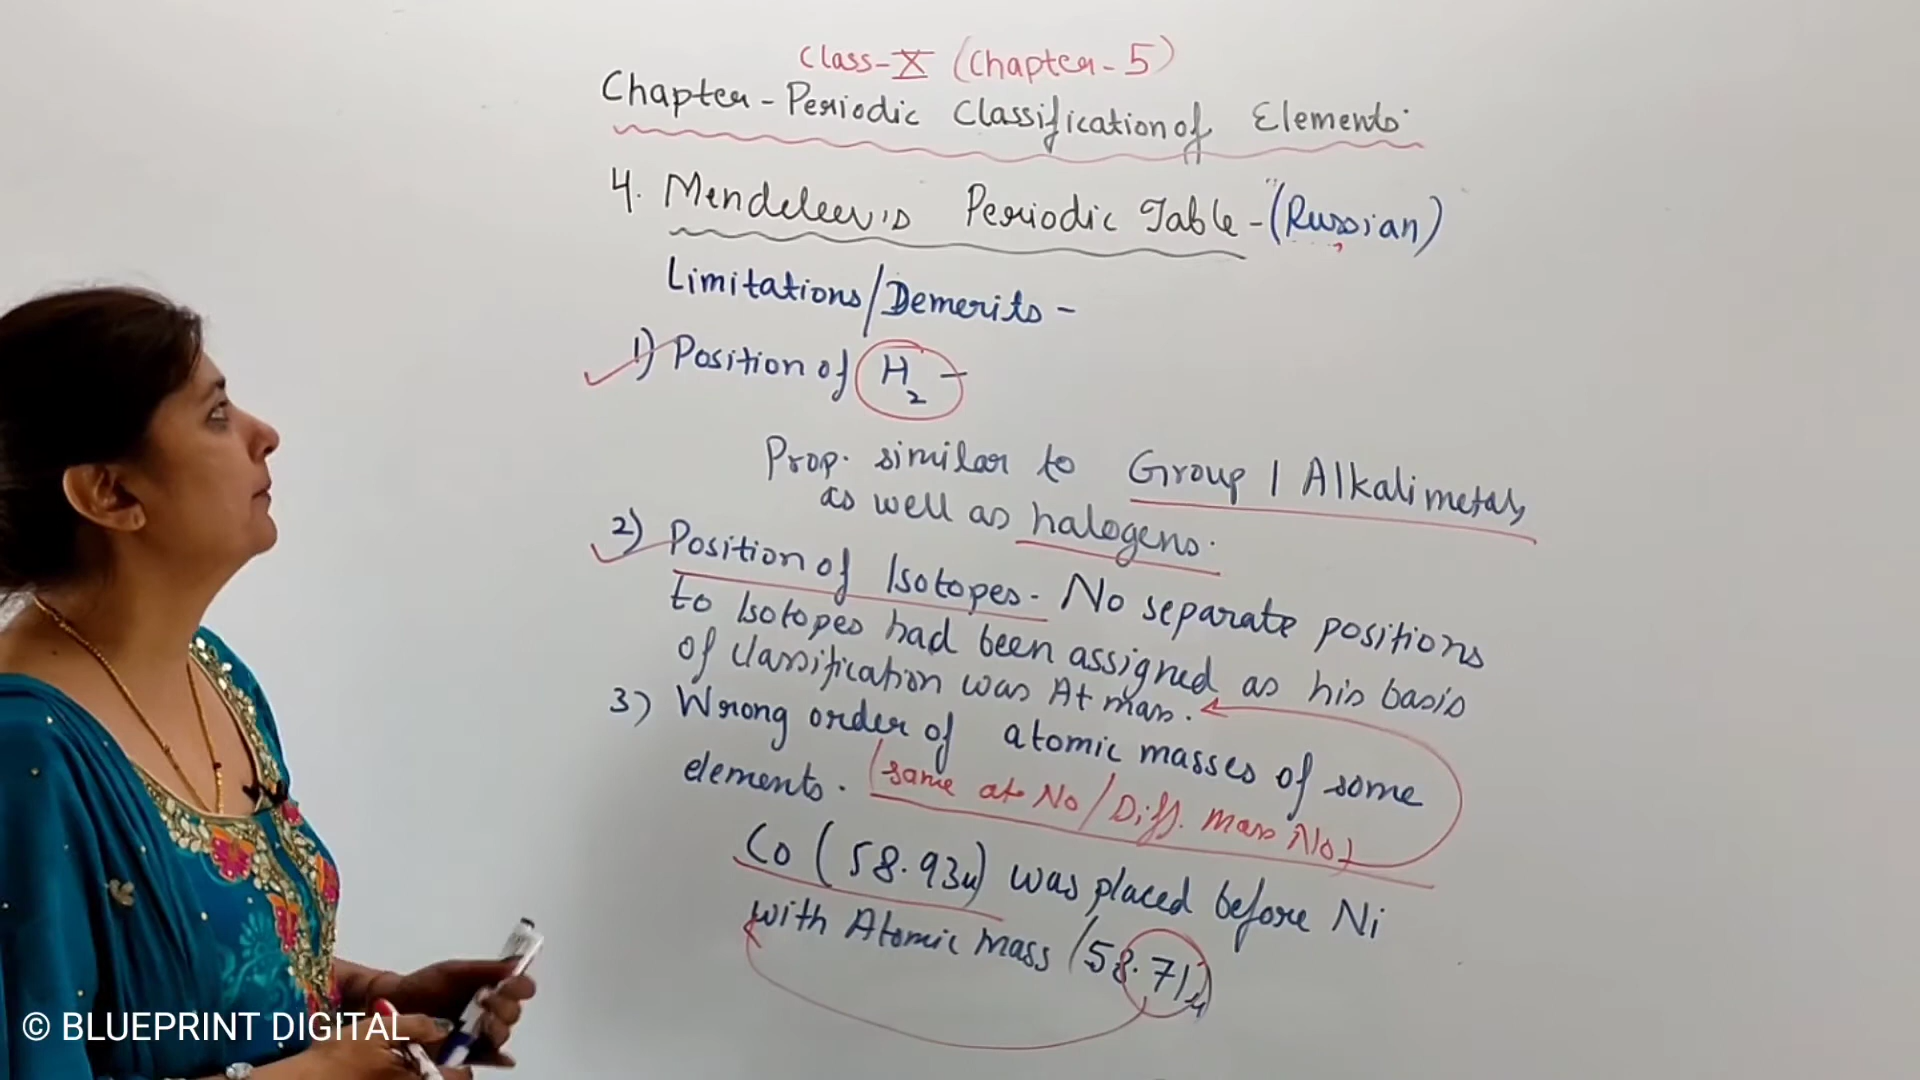 Class-X (Chapter-5)
Chapter-Periodic Classification of Elements.
4. Mendeleev's Periodic Table-(Russian)
Limitations/Demerits -
1) Position of H2 -
Prop. similar to Group 1 Alkali metals
as well as halogens.
2) Position of Isotopes. No separate positions
to Isotopes had been assigned as his basis
of classification was At mass.
3) Wrong order of atomic masses of some
elements. (same at No/Diff. mass No)
Co (58.93u) was placed before Ni
with Atomic mass (58.71u)
© BLUEPRINT DIGITAL